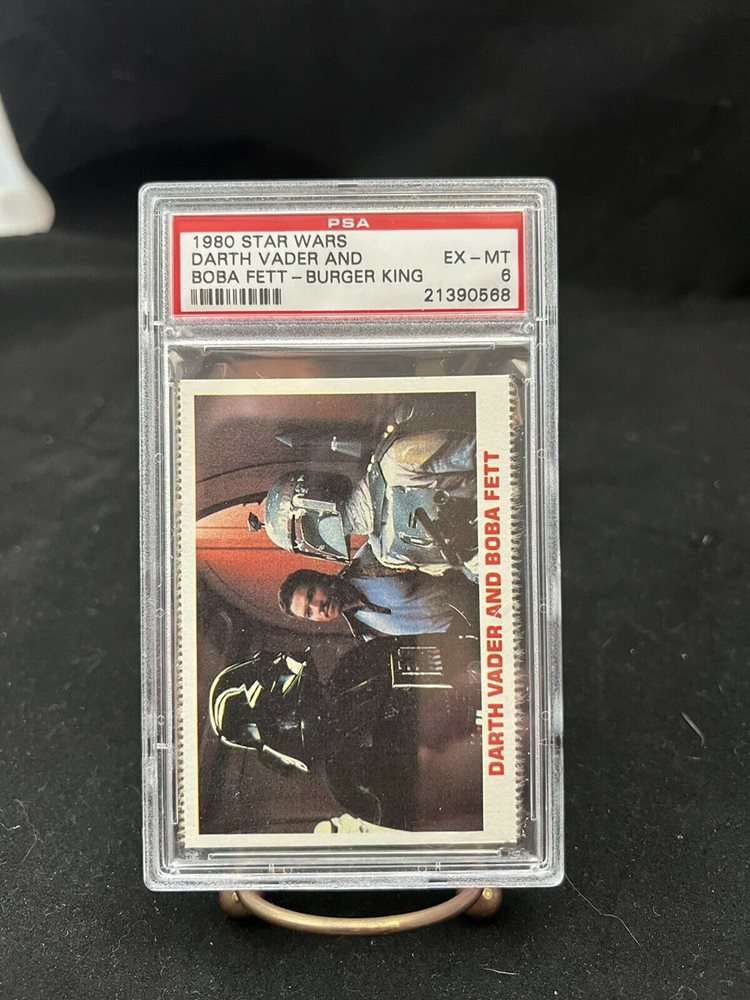 PSA
1980 STAR WARS
DARTH VADER AND EX-MT
BOBA FETT-BURGER KING 6
21390568
DARTH VADER AND BOBA FETT